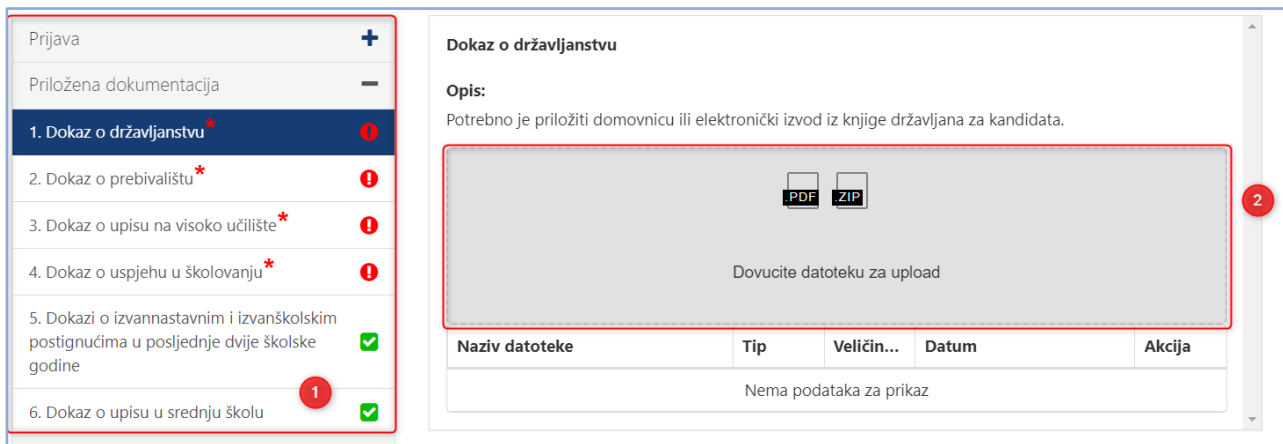 Prijava
Priložena dokumentacija
1. Dokaz o državljanstvu*
2. Dokaz o prebivalištu*
3. Dokaz o upisu na visoko učilište*
4. Dokaz o uspjehu u školovanju*
5. Dokazi o izvannastavnim i izvanškolskim
postignućima u posljednje dvije školske
godine
1
6. Dokaz o upisu u srednju školu
Dokaz o državljanstvu
Opis:
Potrebno je priložiti domovnicu ili elektronički izvod iz knjige državljana za kandidata.
.PDF .ZIP
2
Dovucite datoteku za upload
Naziv datoteke Tip Veličin... Datum Akcija
Nema podataka za prikaz